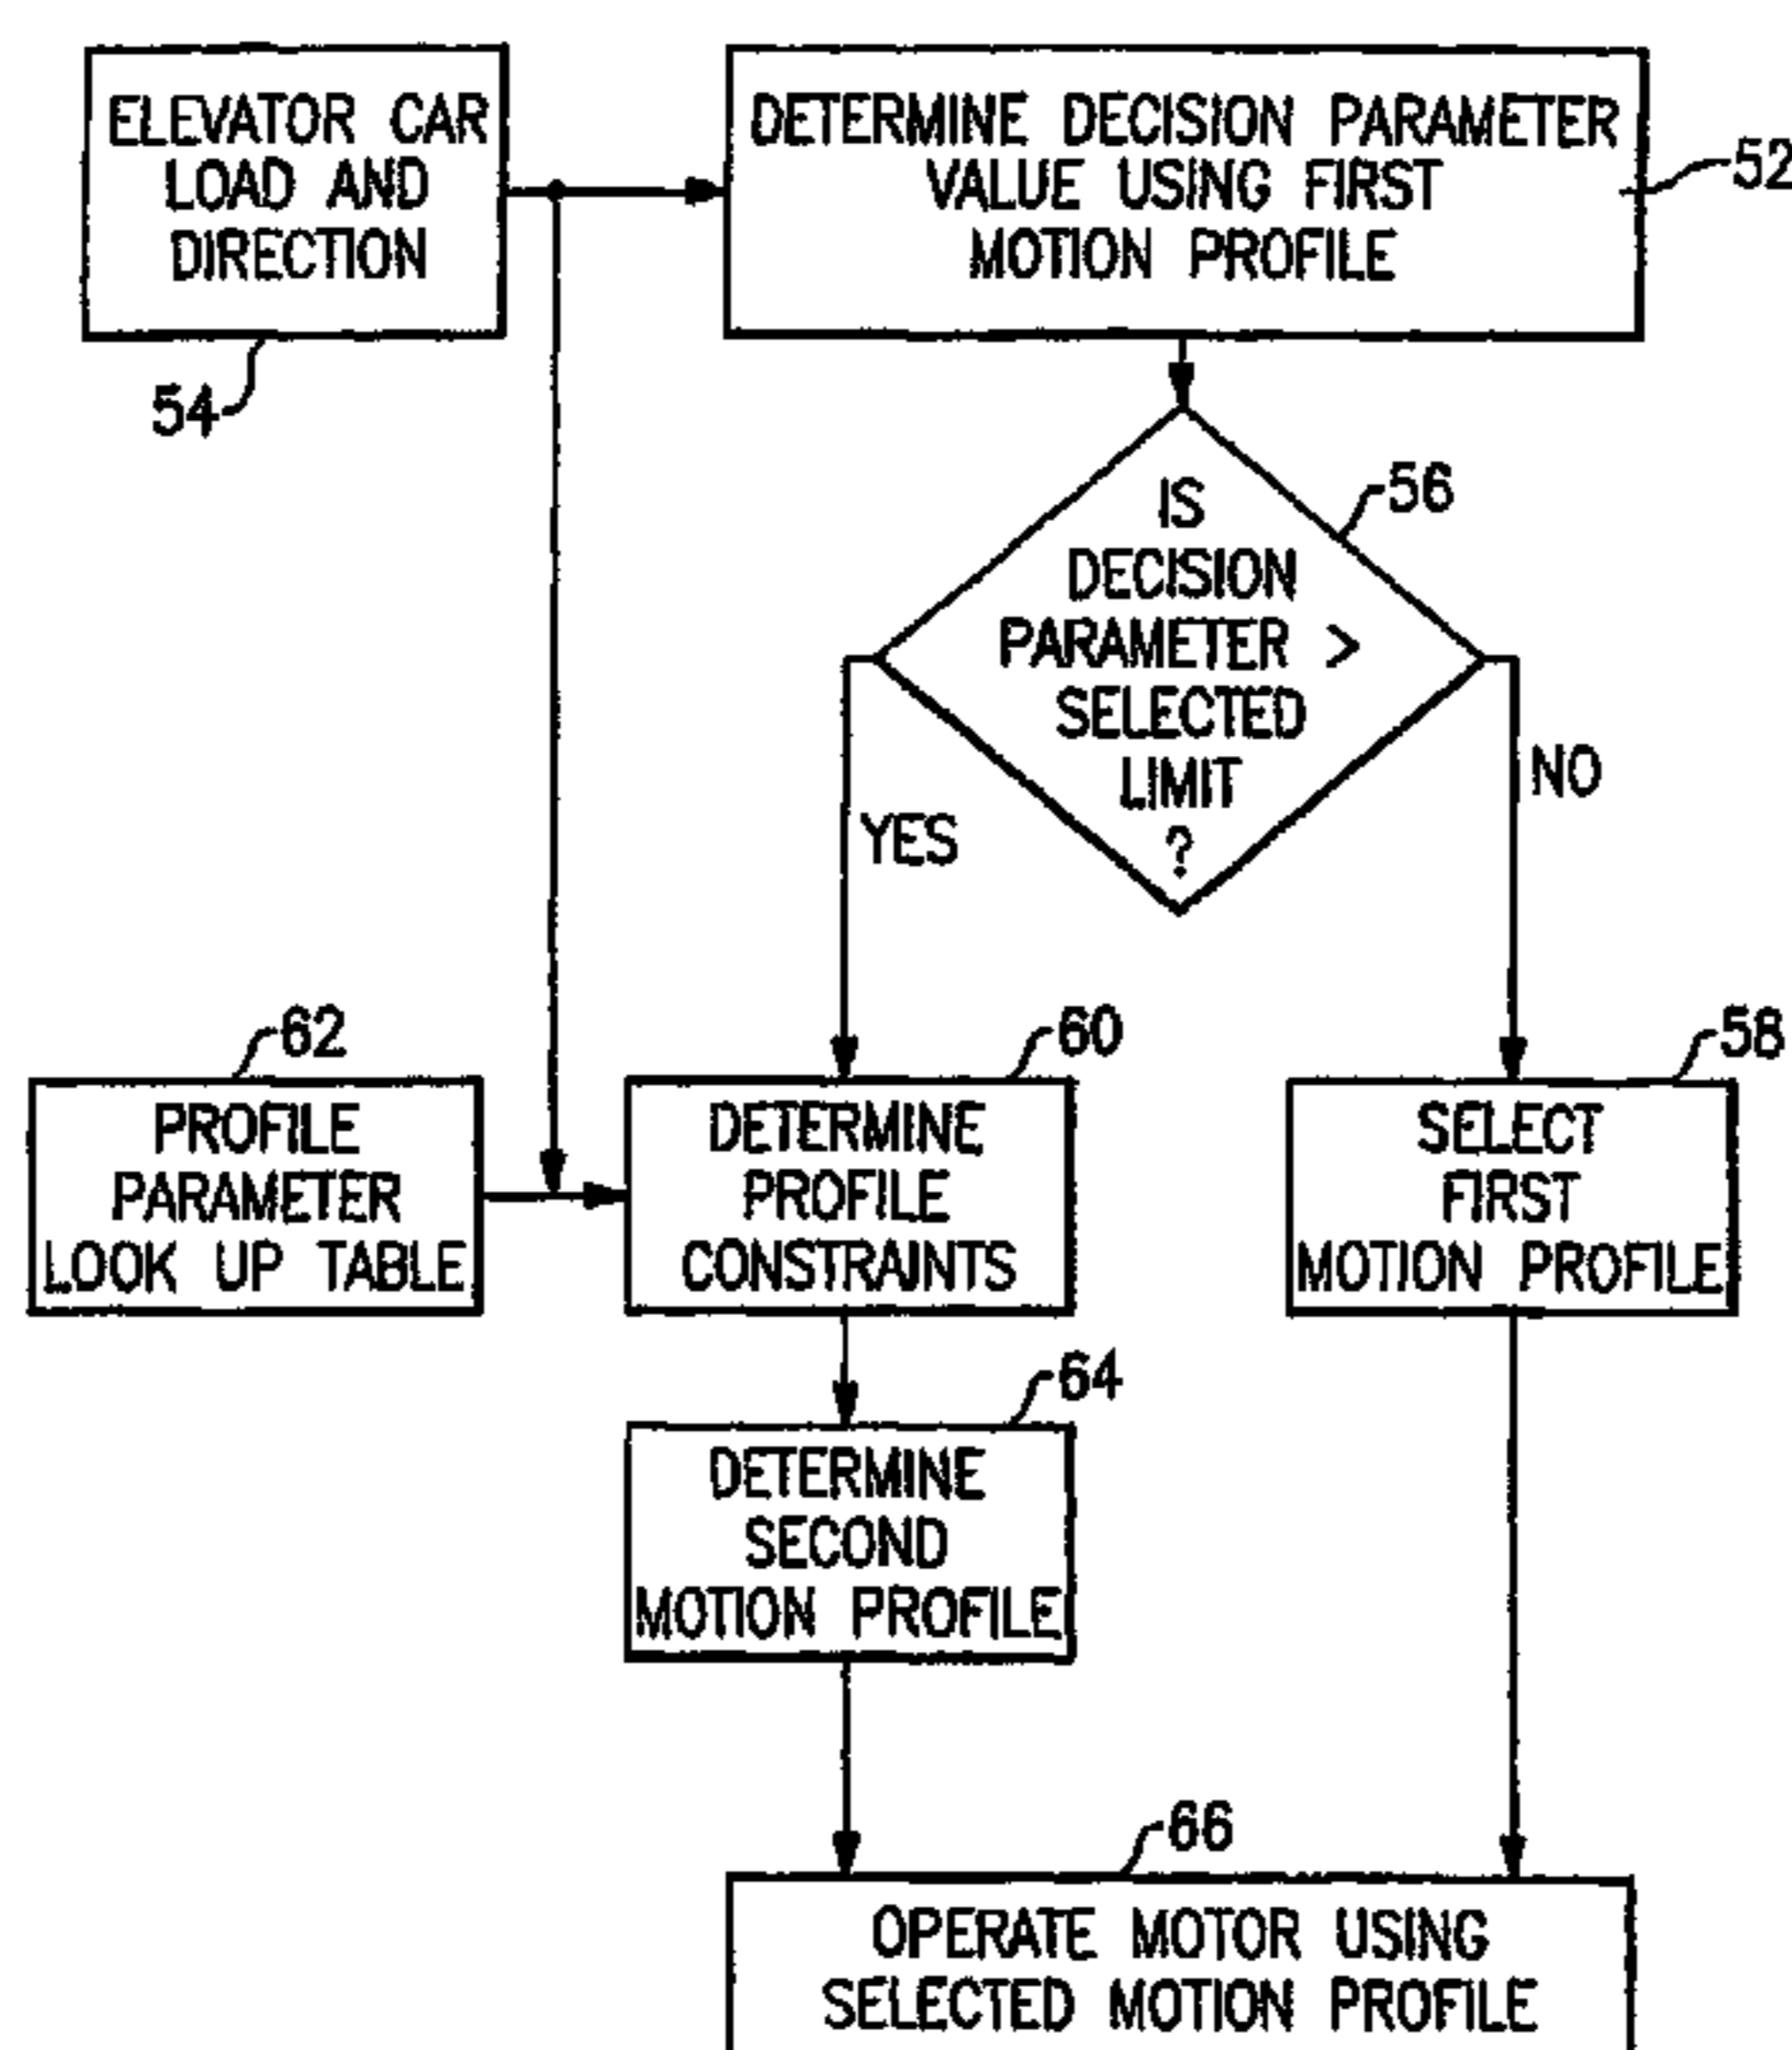 ELEVATOR CAR
LOAD AND
DIRECTION
54
DETERMINE DECISION PARAMETER
VALUE USING FIRST
MOTION PROFILE
52
IS
DECISION
PARAMETER >
SELECTED
LIMIT
?
56
YES
NO
62
PROFILE
PARAMETER
LOOK UP TABLE
60
DETERMINE
PROFILE
CONSTRAINTS
58
SELECT
FIRST
MOTION PROFILE
64
DETERMINE
SECOND
MOTION PROFILE
66
OPERATE MOTOR USING
SELECTED MOTION PROFILE